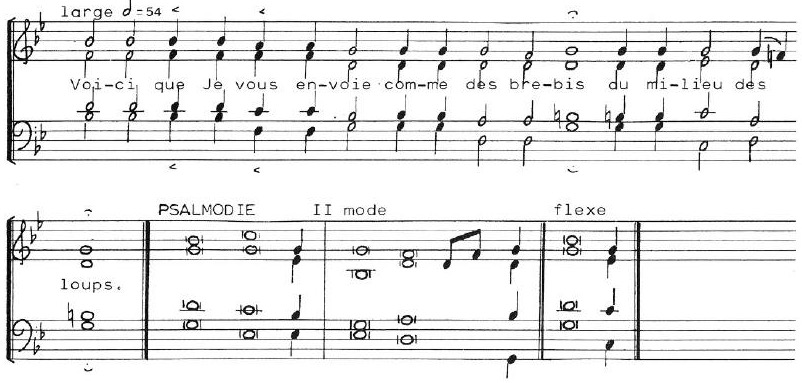 large 𝅗𝅥=54
Voi-ci que Je vous en-voie com-me des bre-bis du mi-lieu des
PSALMODIE II mode flexe
loups.